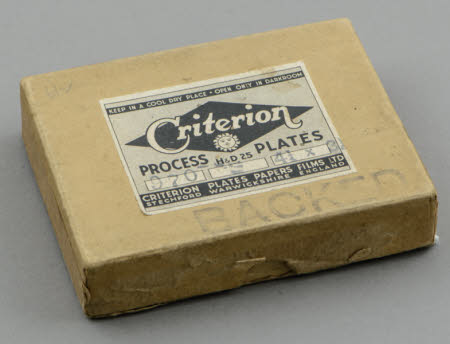 KEEP IN A COOL DRY PLACE • OPEN ONLY IN DARKROOM
Criterion
PROCESS H&D 25 PLATES
CRITERION PLATES PAPERS FILMS LTD
STECHFORD WARWICKSHIRE ENGLAND
BACKED